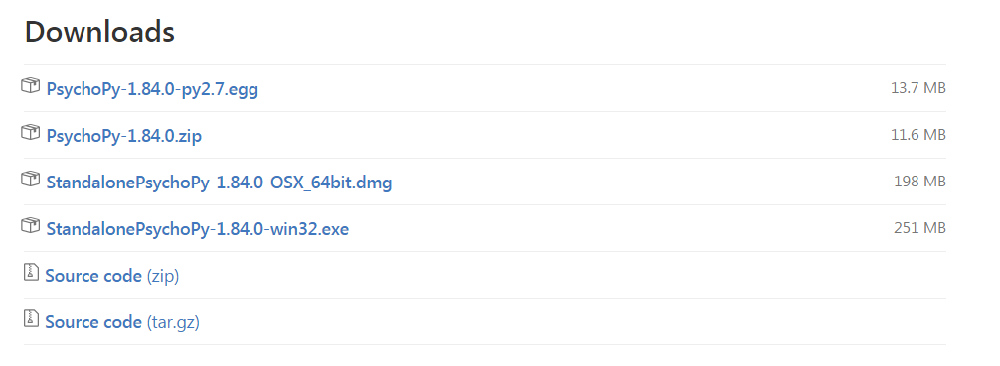 Downloads
PsychoPy-1.84.0-py2.7.egg 13.7 MB
PsychoPy-1.84.0.zip 11.6 MB
StandalonePsychoPy-1.84.0-OSX_64bit.dmg 198 MB
StandalonePsychoPy-1.84.0-win32.exe 251 MB
Source code (zip)
Source code (tar.gz)